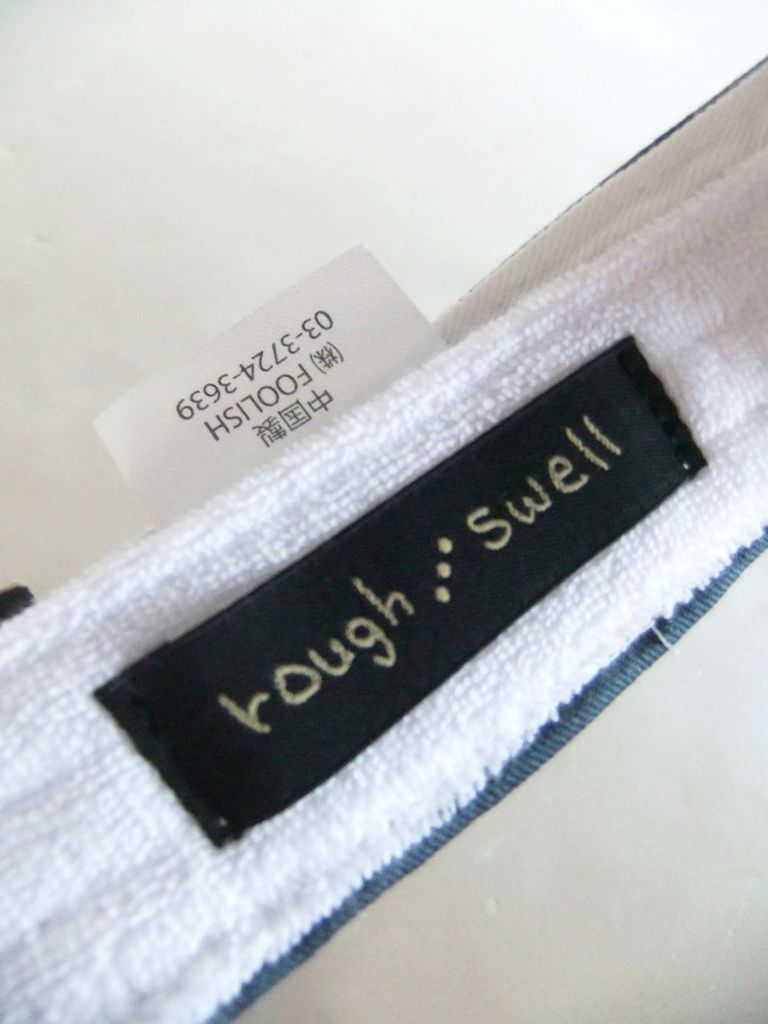 rough swell
中国製
(株) FOOLISH
03-3724-3639